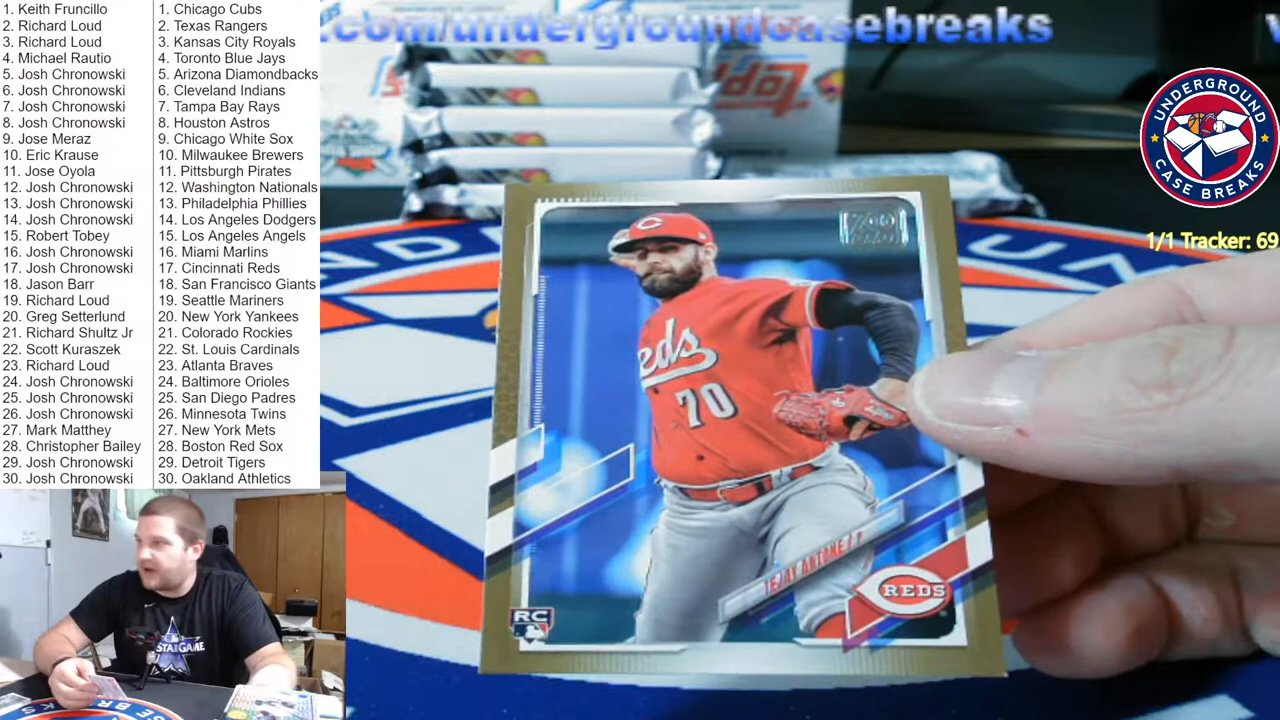 1. Keith Fruncillo
2. Richard Loud
3. Richard Loud
4. Michael Rautio
5. Josh Chronowski
6. Josh Chronowski
7. Josh Chronowski
8. Josh Chronowski
9. Jose Meraz
10. Eric Krause
11. Jose Oyola
12. Josh Chronowski
13. Josh Chronowski
14. Josh Chronowski
15. Robert Tobey
16. Josh Chronowski
17. Josh Chronowski
18. Jason Barr
19. Richard Loud
20. Greg Setterlund
21. Richard Shultz Jr
22. Scott Kuraszek
23. Richard Loud
24. Josh Chronowski
25. Josh Chronowski
26. Josh Chronowski
27. Mark Matthey
28. Christopher Bailey
29. Josh Chronowski
30. Josh Chronowski
1. Chicago Cubs
2. Texas Rangers
3. Kansas City Royals
4. Toronto Blue Jays
5. Arizona Diamondbacks
6. Cleveland Indians
7. Tampa Bay Rays
8. Houston Astros
9. Chicago White Sox
10. Milwaukee Brewers
11. Pittsburgh Pirates
12. Washington Nationals
13. Philadelphia Phillies
14. Los Angeles Dodgers
15. Los Angeles Angels
16. Miami Marlins
17. Cincinnati Reds
18. San Francisco Giants
19. Seattle Mariners
20. New York Yankees
21. Colorado Rockies
22. St. Louis Cardinals
23. Atlanta Braves
24. Baltimore Orioles
25. San Diego Padres
26. Minnesota Twins
27. New York Mets
28. Boston Red Sox
29. Detroit Tigers
30. Oakland Athletics
.com/undergroundcasebreaks
UNDERGROUND
CASE BREAKS
1/1 Tracker: 69
Topps
C
eds
70
TEJAY ANTONE / P
REDS
RC
STAR GAME